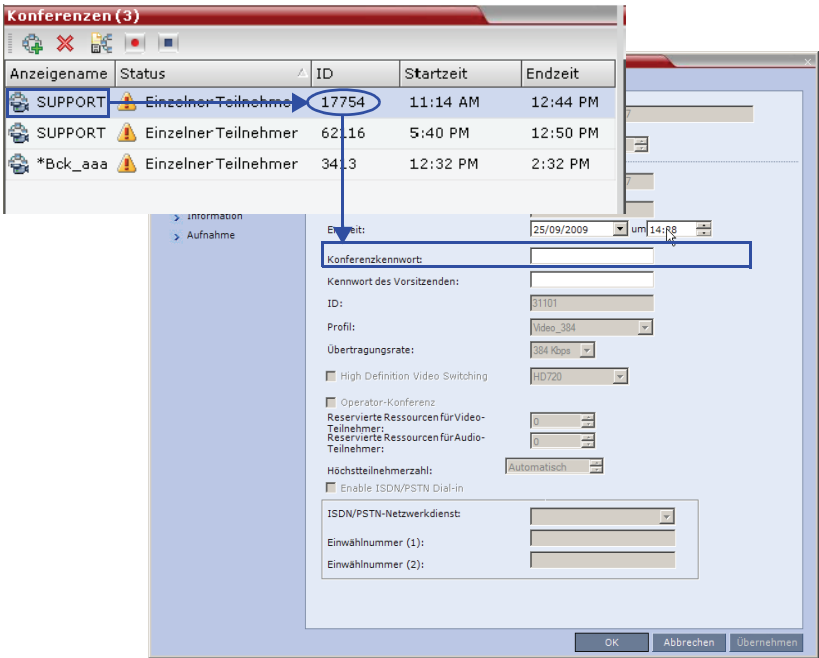 Konferenzen (3)
Anzeigename Status ID Startzeit Endzeit
SUPPORT Einzelner Teilnehmer 17754 11:14 AM 12:44 PM
SUPPORT Einzelner Teilnehmer 62116 5:40 PM 12:50 PM
*Bck_aaa Einzelner Teilnehmer 3413 12:32 PM 2:32 PM
7
7
Information
Aufnahme
25/09/2009 um
Konferenzkennwort:
Kennwort des Vorsitzenden:
ID: 31101
Profil: Video_384
Übertragungsrate: 384 Kbps
High Definition Video Switching HD720
Operator-Konferenz
Reservierte Ressourcen für Video-
Teilnehmer: 0
Reservierte Ressourcen für Audio-
Teilnehmer: 0
Höchstteilnehmerzahl: Automatisch
Enable ISDN/PSTN Dial-in
ISDN/PSTN-Netzwerkdienst:
Einwählnummer (1):
Einwählnummer (2):
OK Abbrechen Übernehmen